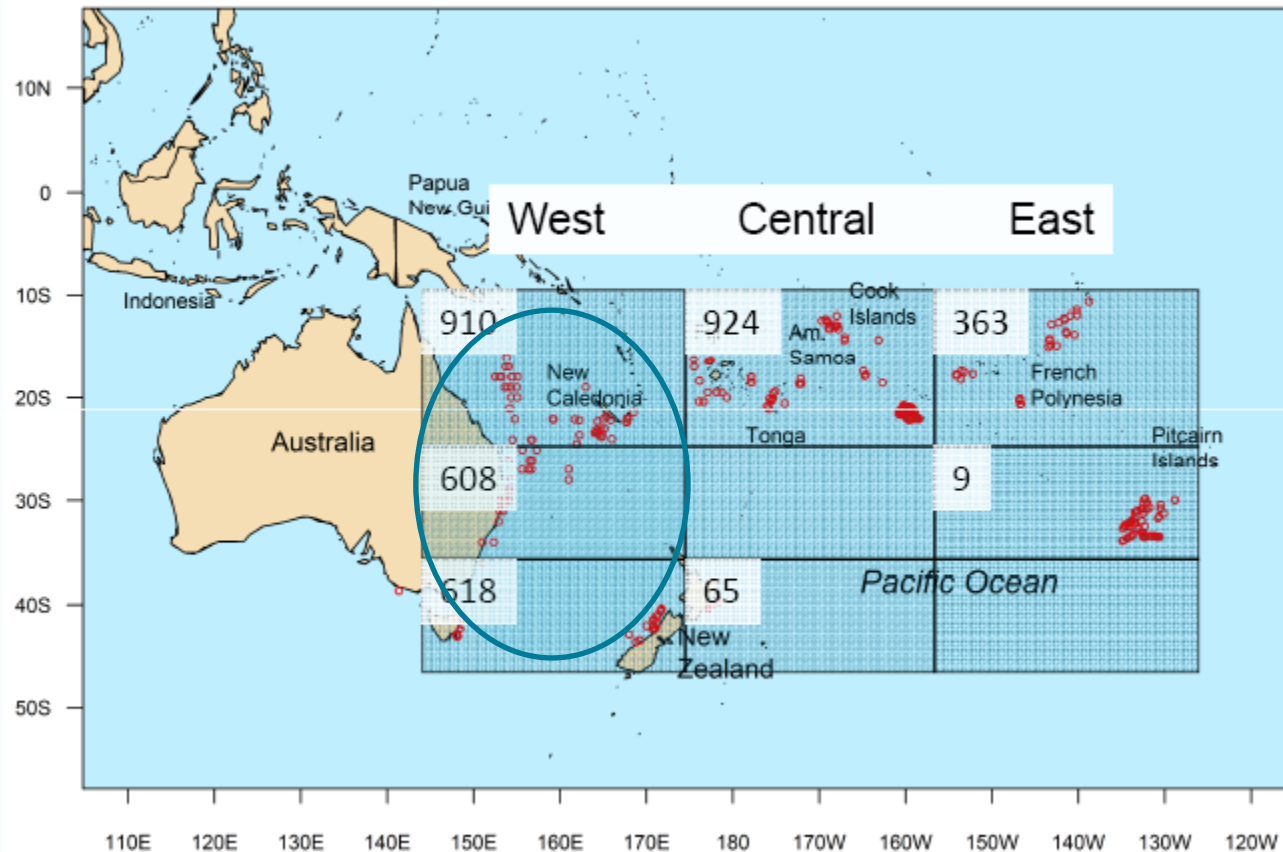 10N
0
10S
20S
30S
40S
50S
Papua
New Gui
West Central East
Indonesia
Australia
910
924
363
Cook
Islands
Am.
Samoa
New
Caledonia
French
Polynesia
Tonga
Pitcairn
Islands
608
9
618
65
Pacific Ocean
New
Zealand
110E 120E 130E 140E 150E 160E 170E 180 170W 160W 150W 140W 130W 120W